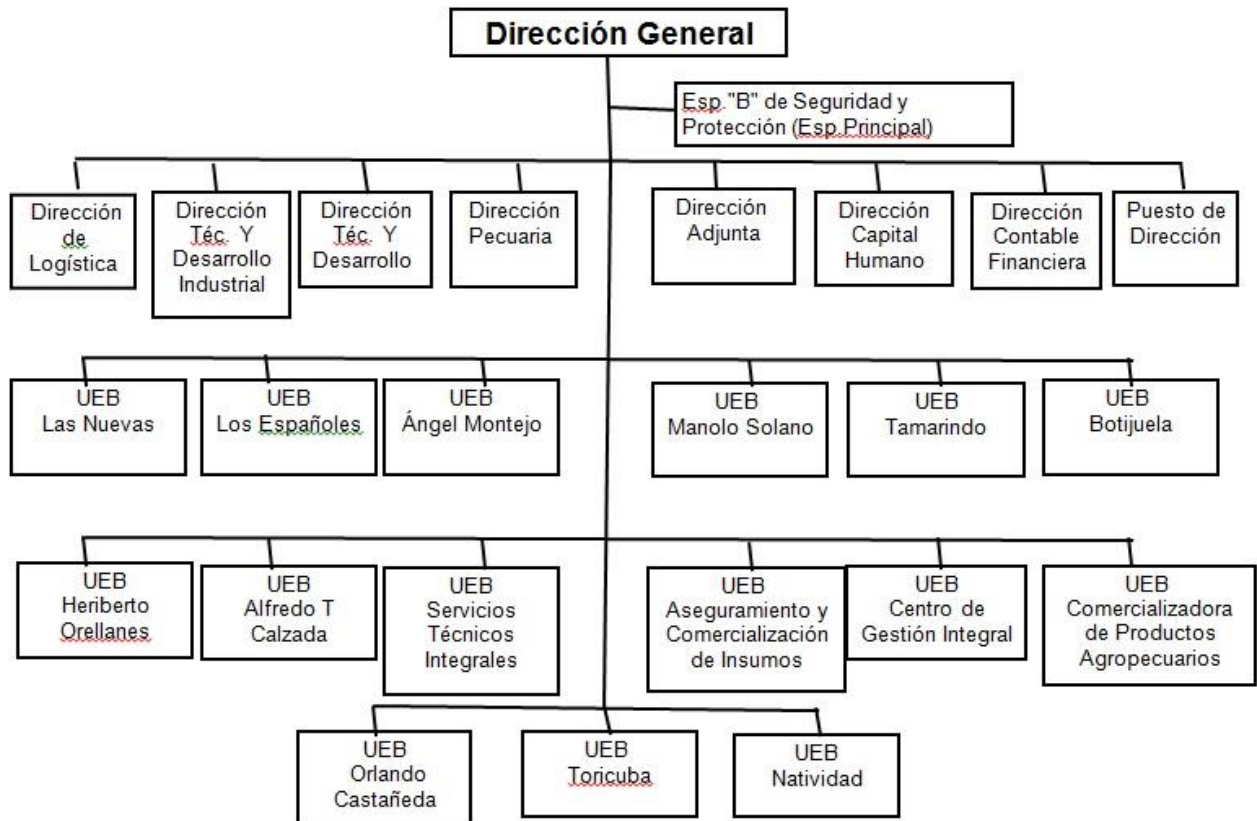 Dirección General
Esp."B" de Seguridad y
Protección (Esp.Principal)
Dirección
de
Logística
Dirección
Téc. Y
Desarrollo
Industrial
Dirección
Téc. Y
Desarrollo
Dirección
Pecuaria
Dirección
Adjunta
Dirección
Capital
Humano
Dirección
Contable
Financiera
Puesto de
Dirección
UEB
Las Nuevas
UEB
Los Españoles
UEB
Ángel Montejo
UEB
Manolo Solano
UEB
Tamarindo
UEB
Botijuela
UEB
Heriberto
Orellanes
UEB
Alfredo T
Calzada
UEB
Servicios
Técnicos
Integrales
UEB
Aseguramiento y
Comercialización
de Insumos
UEB
Centro de
Gestión Integral
UEB
Comercializadora
de Productos
Agropecuarios
UEB
Orlando
Castañeda
UEB
Toricuba
UEB
Natividad